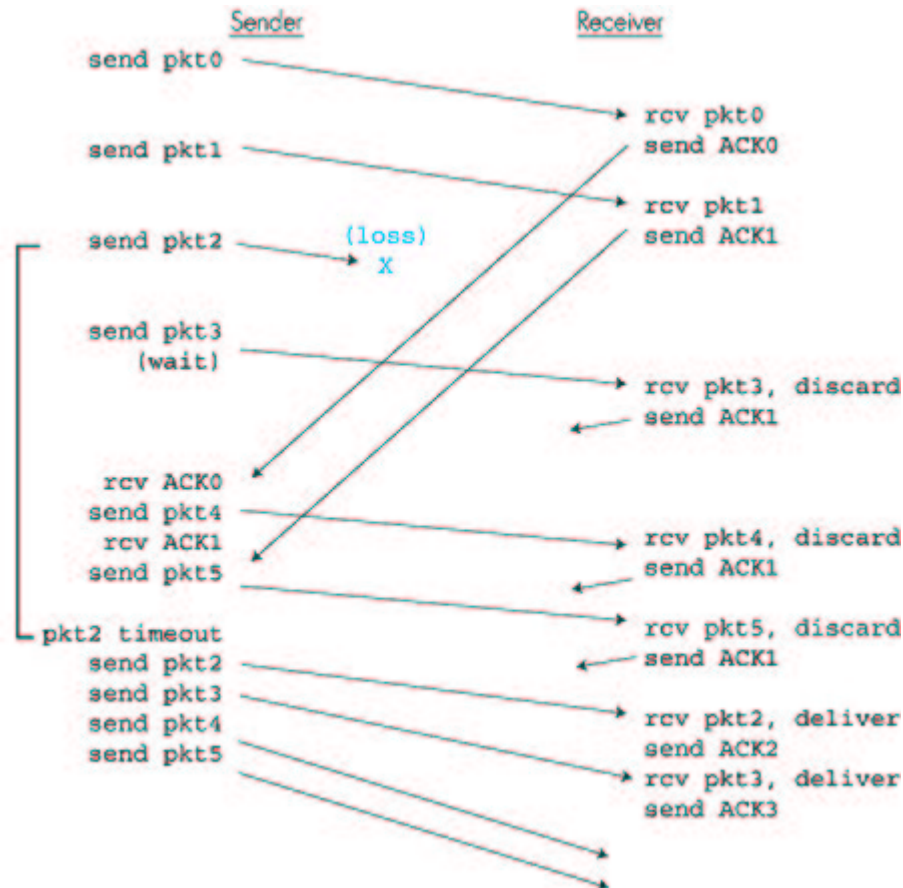 Sender
Receiver
send pkt0
rcv pkt0
send ACK0
send pkt1
rcv pkt1
send ACK1
send pkt2
(loss)
X
send pkt3
(wait)
rcv pkt3, discard
send ACK1
rcv ACK0
send pkt4
rcv ACK1
send pkt5
rcv pkt4, discard
send ACK1
rcv pkt5, discard
send ACK1
pkt2 timeout
send pkt2
send pkt3
send pkt4
send pkt5
rcv pkt2, deliver
send ACK2
rcv pkt3, deliver
send ACK3